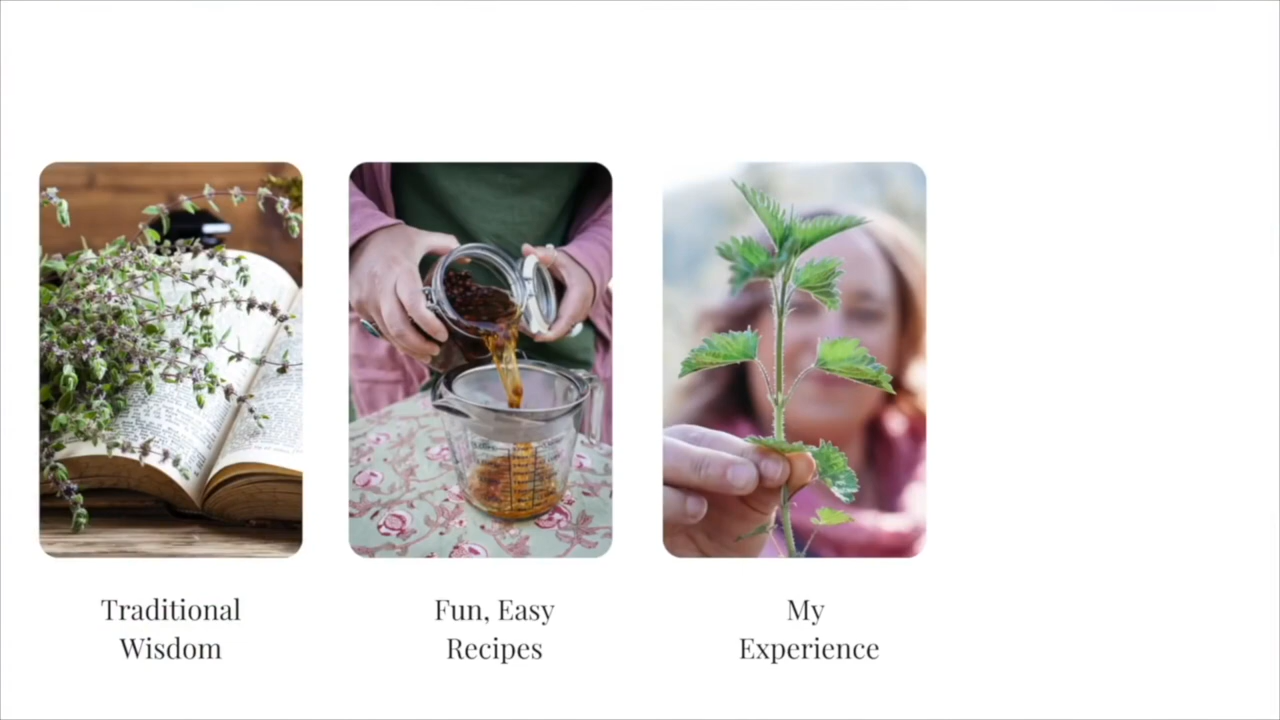 Traditional
Wisdom
Fun, Easy
Recipes
My
Experience